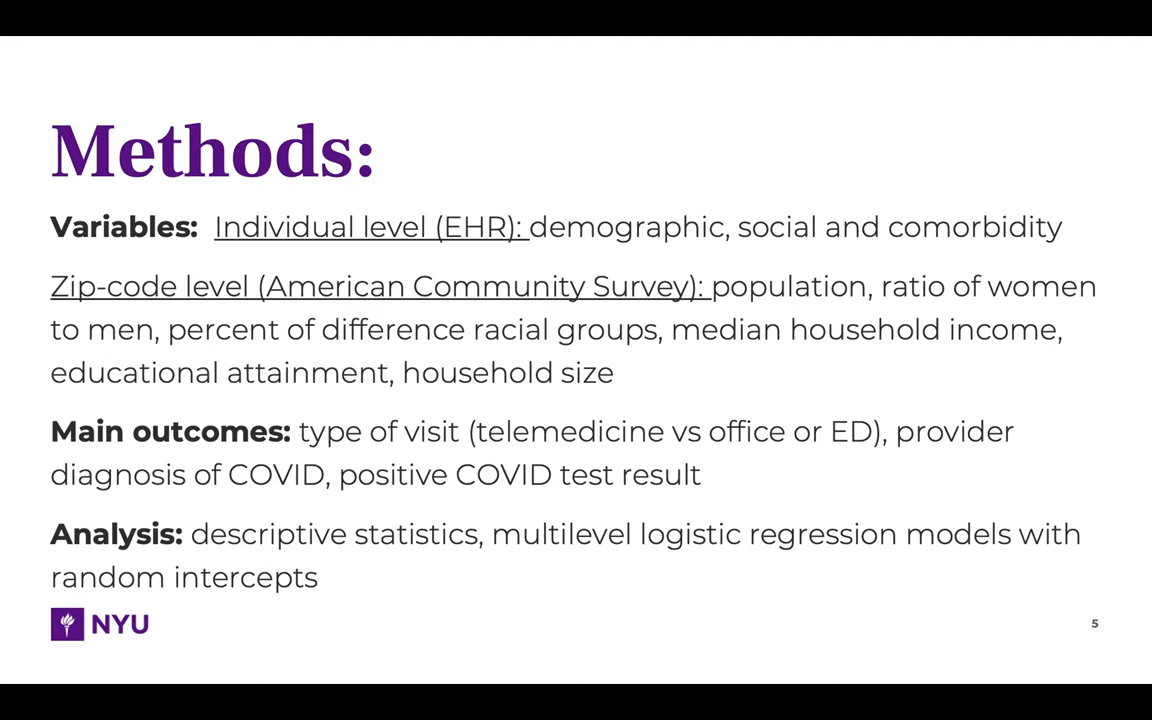 Methods:
Variables: Individual level (EHR): demographic, social and comorbidity
Zip-code level (American Community Survey): population, ratio of women
to men, percent of difference racial groups, median household income,
educational attainment, household size
Main outcomes: type of visit (telemedicine vs office or ED), provider
diagnosis of COVID, positive COVID test result
Analysis: descriptive statistics, multilevel logistic regression models with
random intercepts
NYU
5